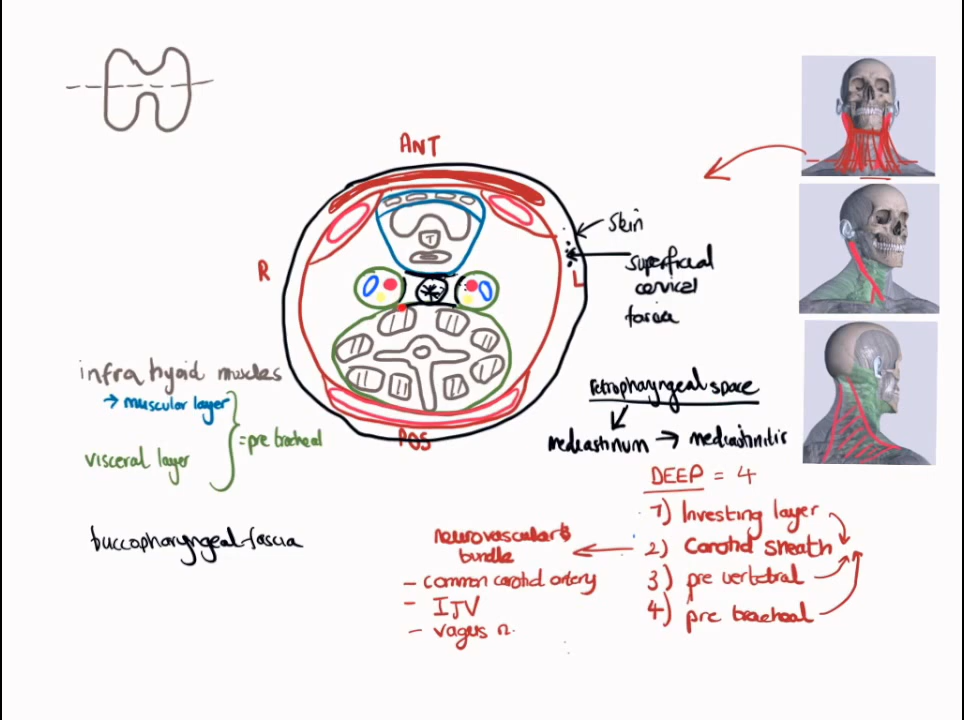 ANT
R
T
L
POS
skin
superficial
cervical
fascia
infra hyoid muscles
→ muscular layer
visceral layer
= pre tracheal
buccopharyngeal fascia
Retropharyngeal space
mediastinum → mediastinitis
DEEP = 4
1) Investing layer
2) Carotid sheath
3) pre vertebral
4) pre tracheal
neurovascular
bundle
- common carotid artery
- IJV
- vagus n.